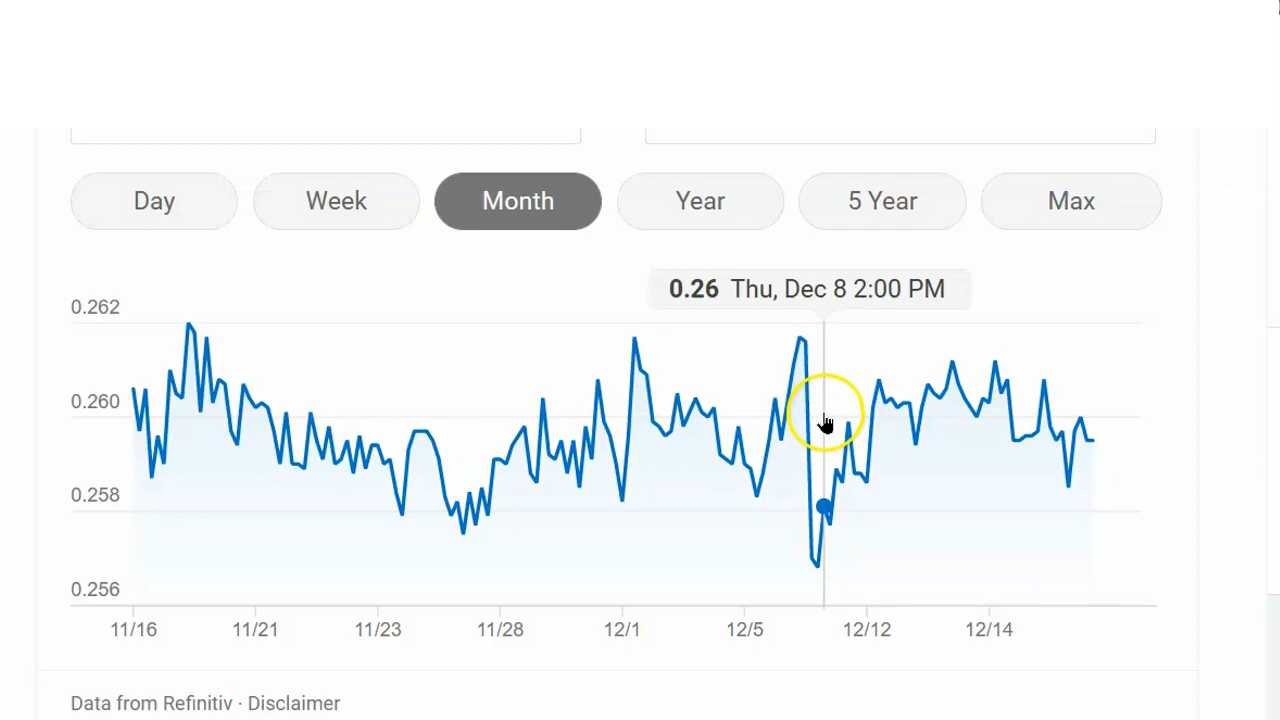 Day Week Month Year 5 Year Max
0.26 Thu, Dec 8 2:00 PM
0.262
0.260
0.258
0.256
11/16 11/21 11/23 11/28 12/1 12/5 12/12 12/14
Data from Refinitiv · Disclaimer